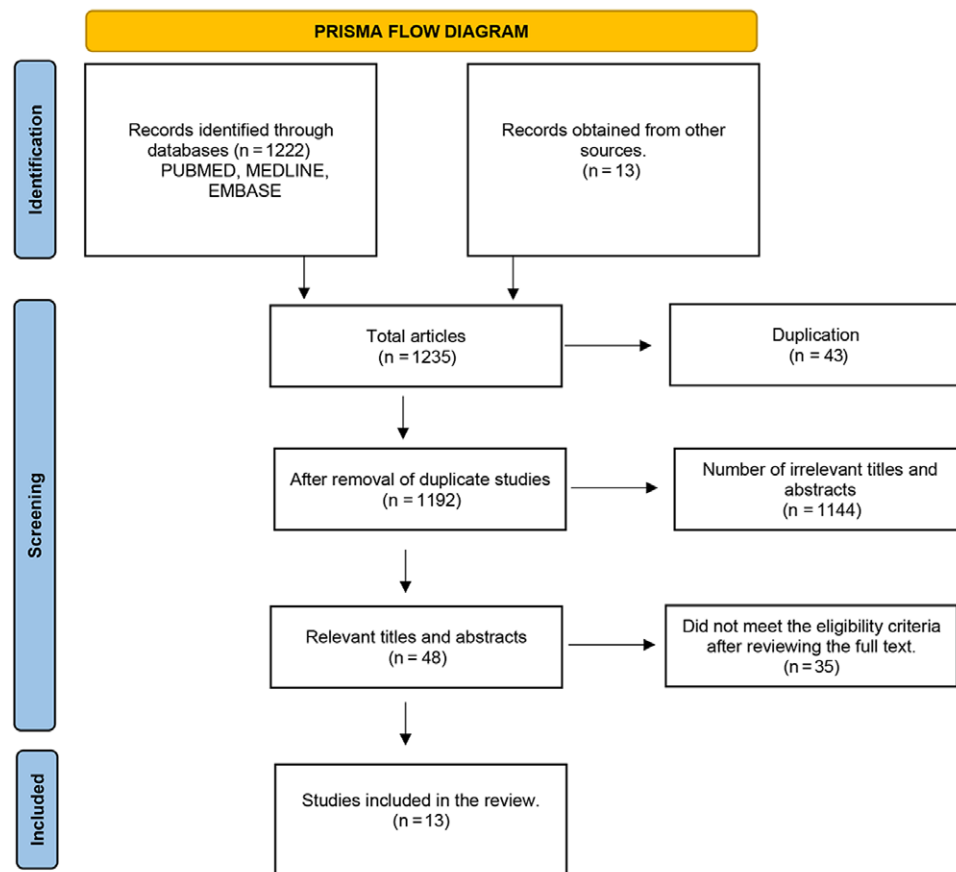 PRISMA FLOW DIAGRAM
Identification
Records identified through
databases (n = 1222)
PUBMED, MEDLINE,
EMBASE
Records obtained from other
sources.
(n = 13)
Screening
Total articles
(n = 1235)
Duplication
(n = 43)
After removal of duplicate studies
(n = 1192)
Number of irrelevant titles and
abstracts
(n = 1144)
Relevant titles and abstracts
(n = 48)
Did not meet the eligibility criteria
after reviewing the full text.
(n = 35)
Included
Studies included in the review.
(n = 13)